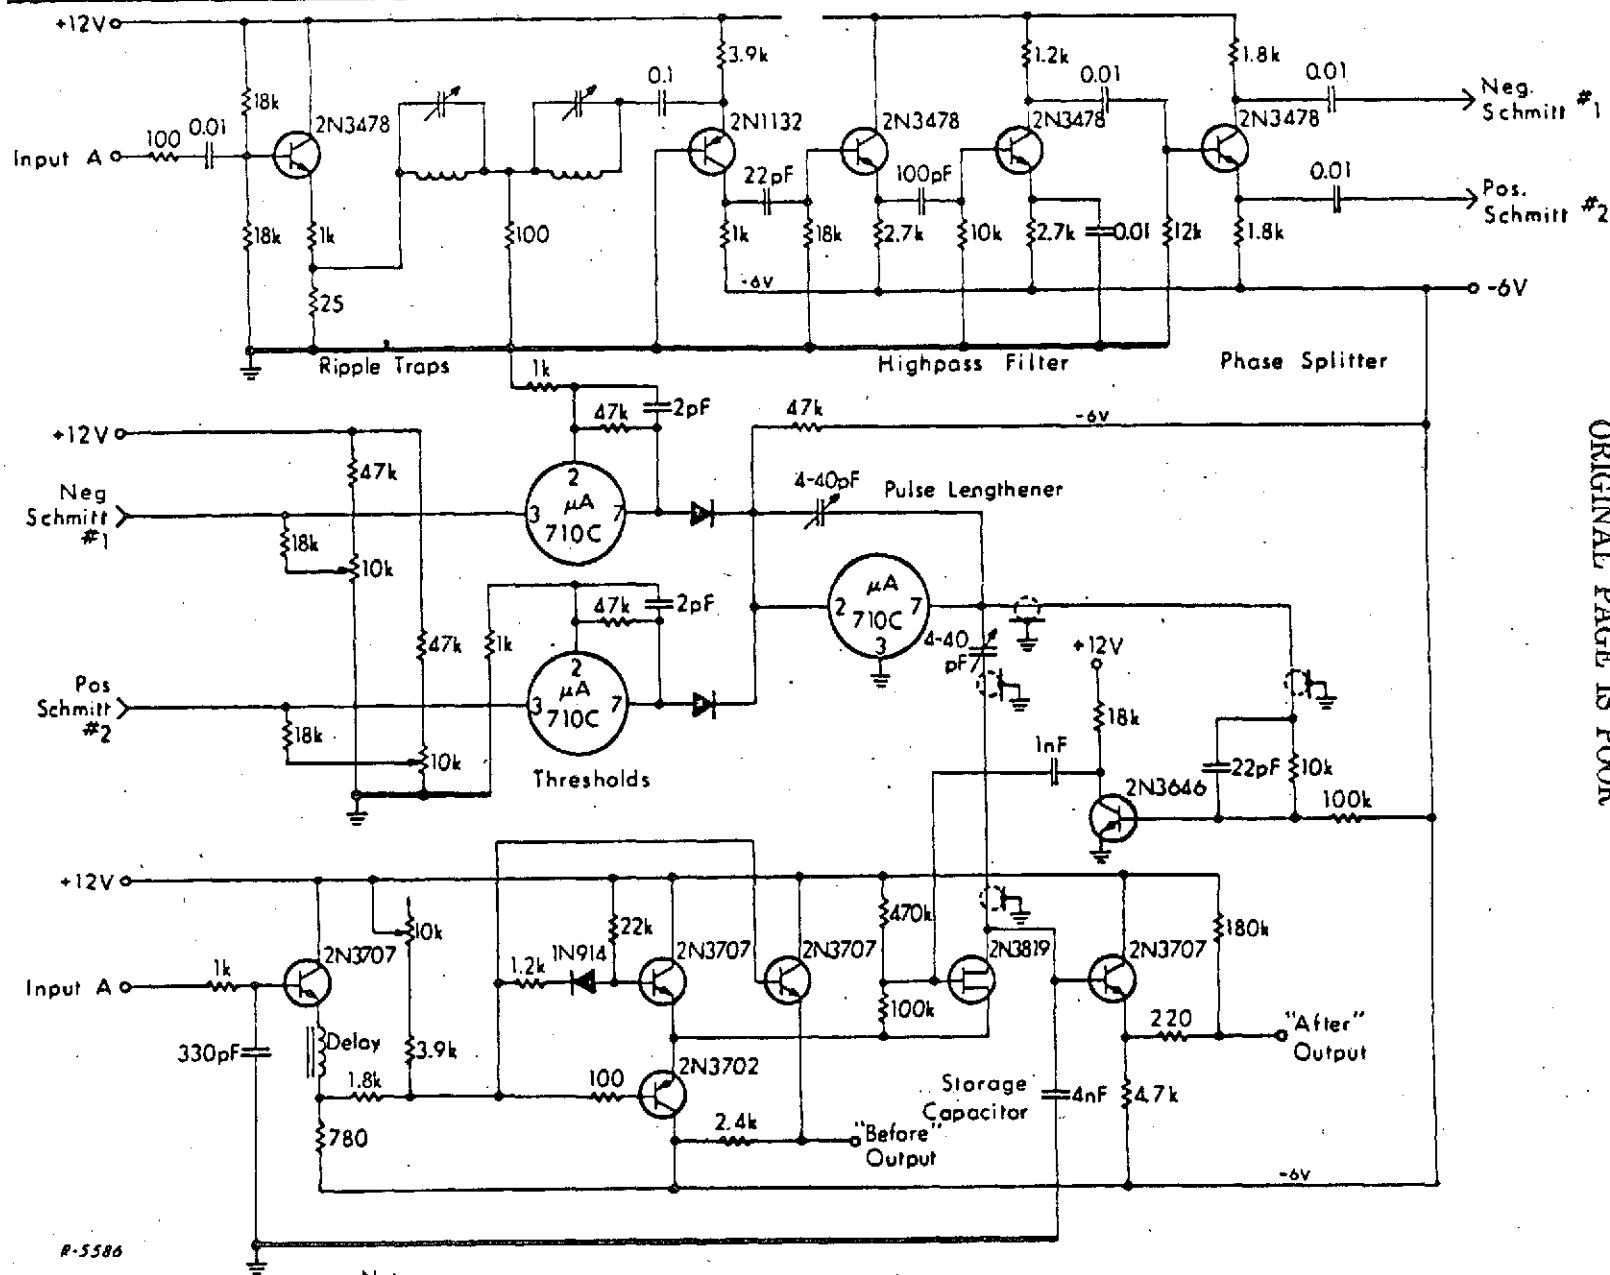 +12V
3.9k
1.2k
1.8k
0.1
0.01
0.01
Neg.
Schmitt #1
18k
100
0.01
2N3478
2N1132
2N3478
2N3478
2N3478
Input A
22pF
100pF
0.01
Pos.
Schmitt #2
18k
1k
100
1k
18k
2.7k
10k
2.7k
0.01
12k
1.8k
25
-6V
-6V
Ripple Traps
Highpass Filter
Phase Splitter
1k
+12V
47k
2pF
47k
-6V
47k
2
4-40pF
Pulse Lengthener
Neg
Schmitt
#1
3
μA
710C
7
18k
10k
47k
2pF
μA
710C
2
7
3
47k
1k
4-40
pF
+12V
Pos
Schmitt
#2
2
3
μA
710C
7
18k
10k
18k
1nF
22pF
10k
Thresholds
2N3646
100k
+12V
10k
22k
470k
180k
2N3707
1N914
2N3707
2N3707
2N3819
2N3707
1k
1.2k
Input A
100k
220
"After"
Output
330pF
Delay
3.9k
2N3702
1.8k
100
Storage
Capacitor
4nF
4.7k
780
2.4k
"Before"
Output
-6V
R-5586
ORIGINAL PAGE IS POOR